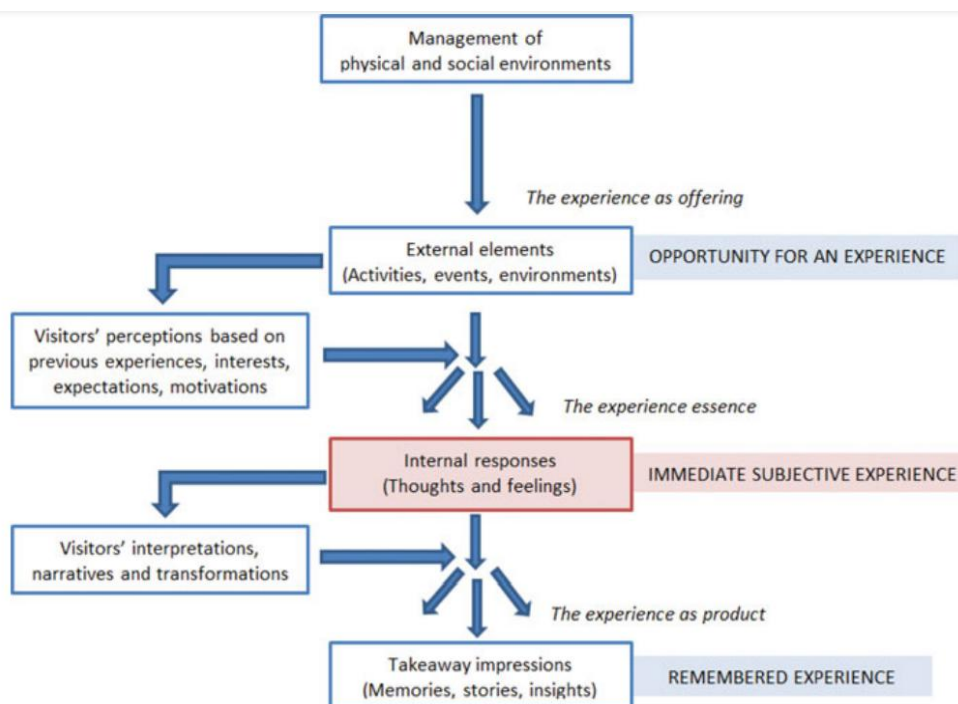 Management of
physical and social environments
The experience as offering
External elements
(Activities, events, environments)
OPPORTUNITY FOR AN EXPERIENCE
Visitors’ perceptions based on
previous experiences, interests,
expectations, motivations
The experience essence
Internal responses
(Thoughts and feelings)
IMMEDIATE SUBJECTIVE EXPERIENCE
Visitors’ interpretations,
narratives and transformations
The experience as product
Takeaway impressions
(Memories, stories, insights)
REMEMBERED EXPERIENCE